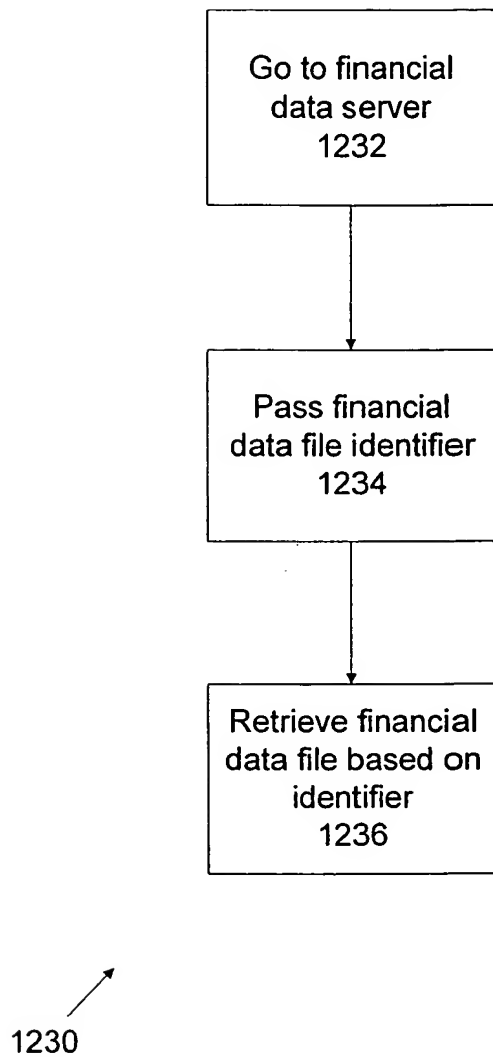 Go to financial
data server
1232
Pass financial
data file identifier
1234
Retrieve financial
data file based on
identifier
1236
1230